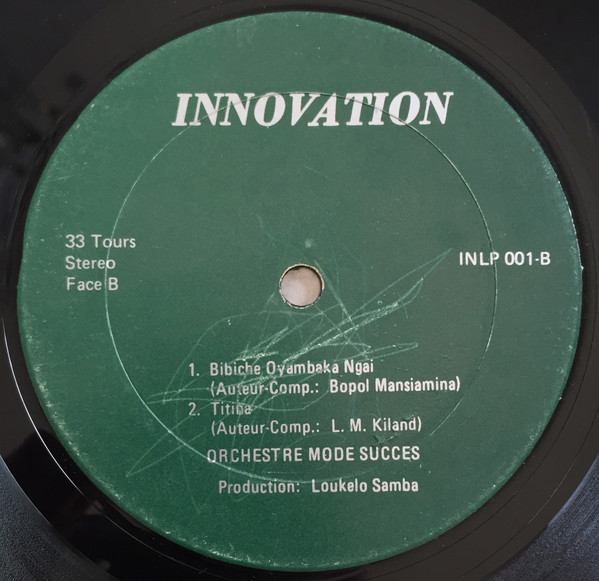 INNOVATION
33 Tours
Stereo
Face B
INLP 001-B
1. Bibiche Oyambaka Ngai
(Auteur-Comp.: Bopol Mansiamina)
2. Titina
(Auteur-Comp.: L. M. Kiland)
ORCHESTRE MODE SUCCES
Production: Loukelo Samba